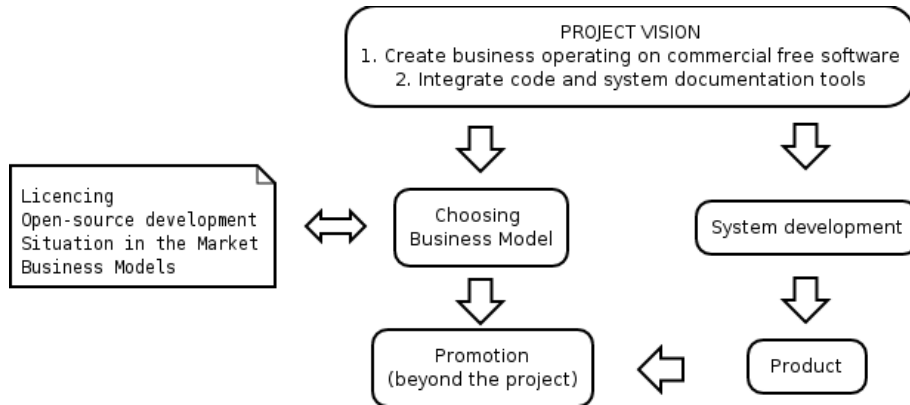 PROJECT VISION
1. Create business operating on commercial free software
2. Integrate code and system documentation tools
Licencing
Open-source development
Situation in the Market
Business Models
Choosing
Business Model
System development
Promotion
(beyond the project)
Product